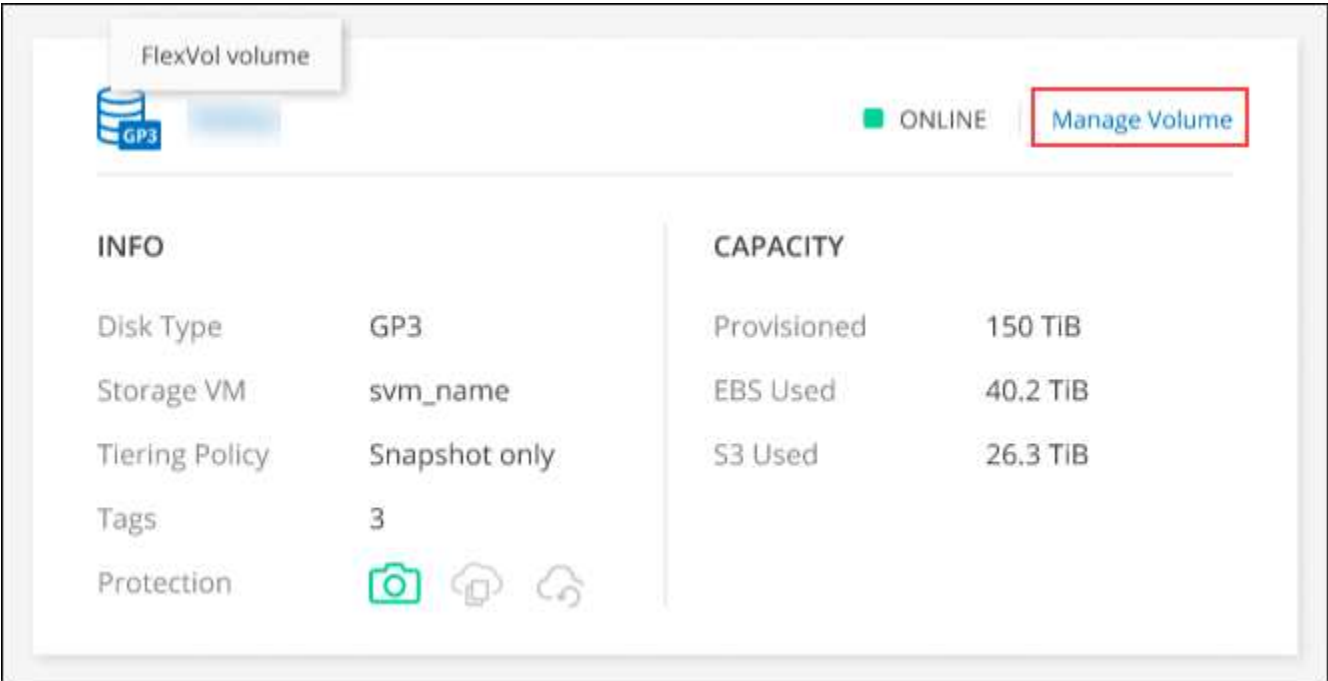 FlexVol volume
GP3
ONLINE
Manage Volume
INFO
Disk Type GP3
Storage VM svm_name
Tiering Policy Snapshot only
Tags 3
Protection
CAPACITY
Provisioned 150 TiB
EBS Used 40.2 TiB
S3 Used 26.3 TiB